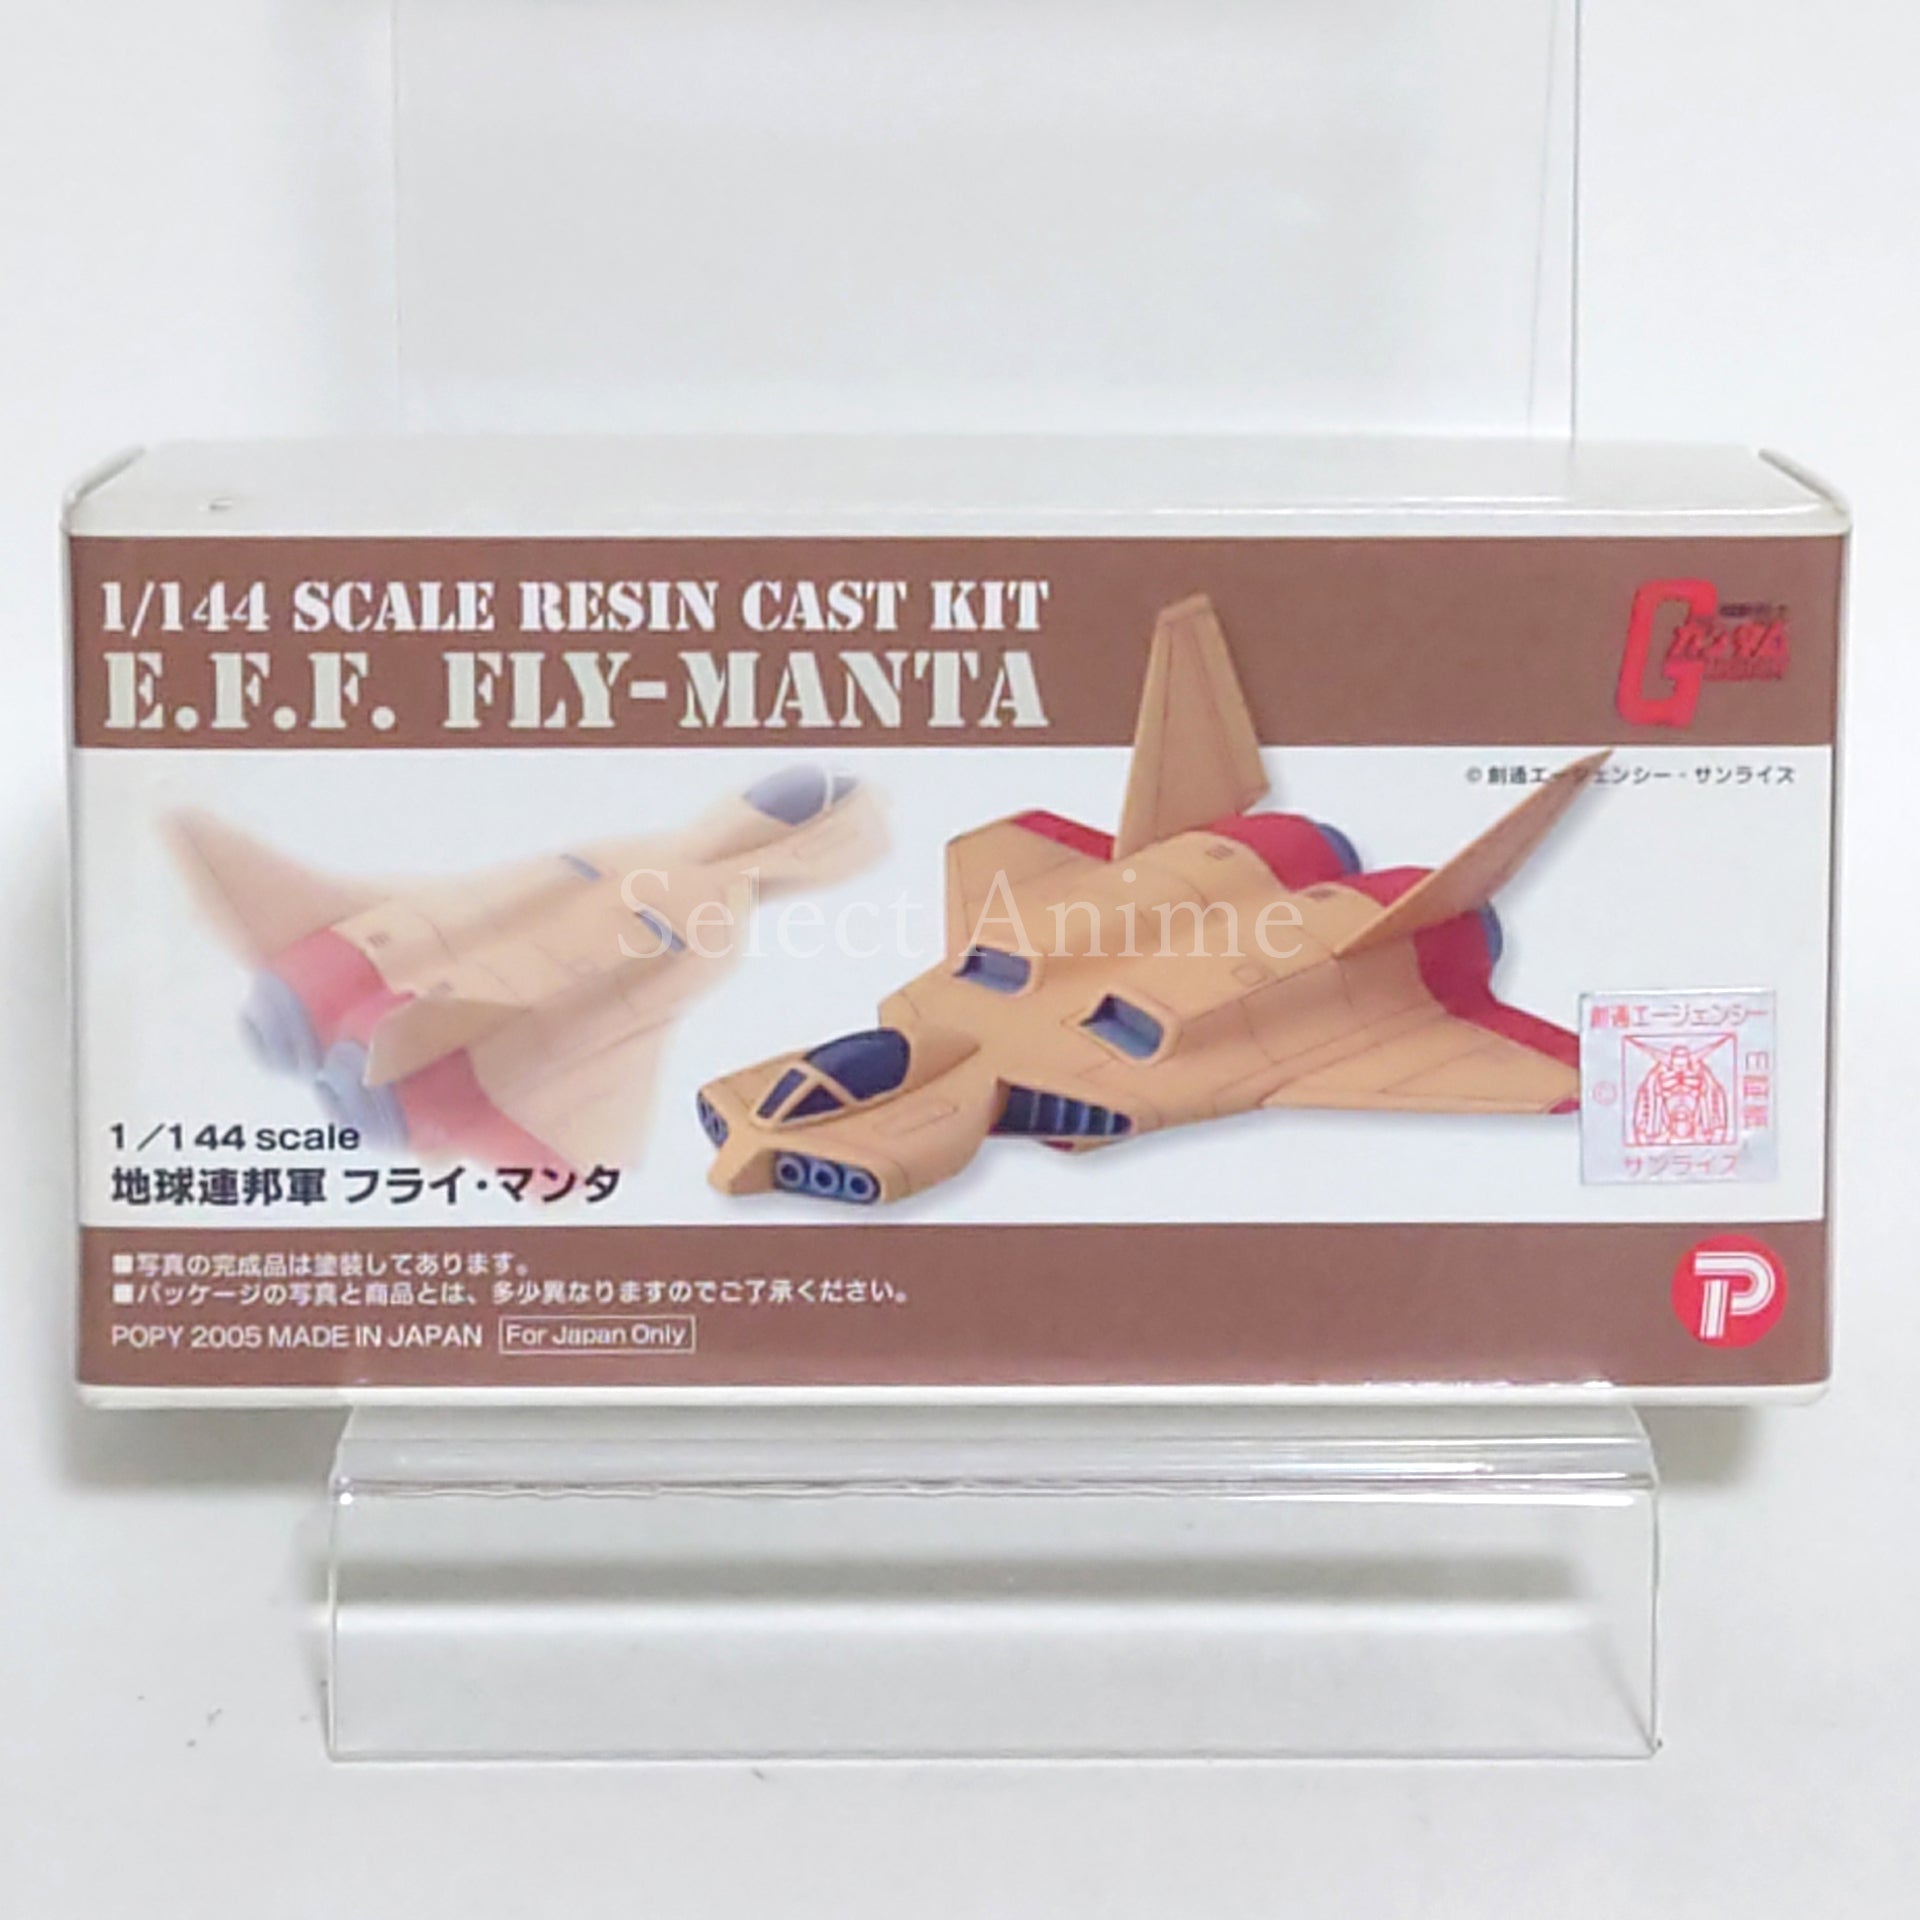 1/144 SCALE RESIN CAST KIT
E.F.F. FLY-MANTA
G
ガンダム
©創通エージェンシー・サンライズ
Select Anime
創通エージェンシー
©
サンライズ
1/144 scale
地球連邦軍 フライ・マンタ
■写真の完成品は塗装してあります。
■パッケージの写真と商品とは、多少異なりますのでご了承ください。
POPY 2005 MADE IN JAPAN For Japan Only
P